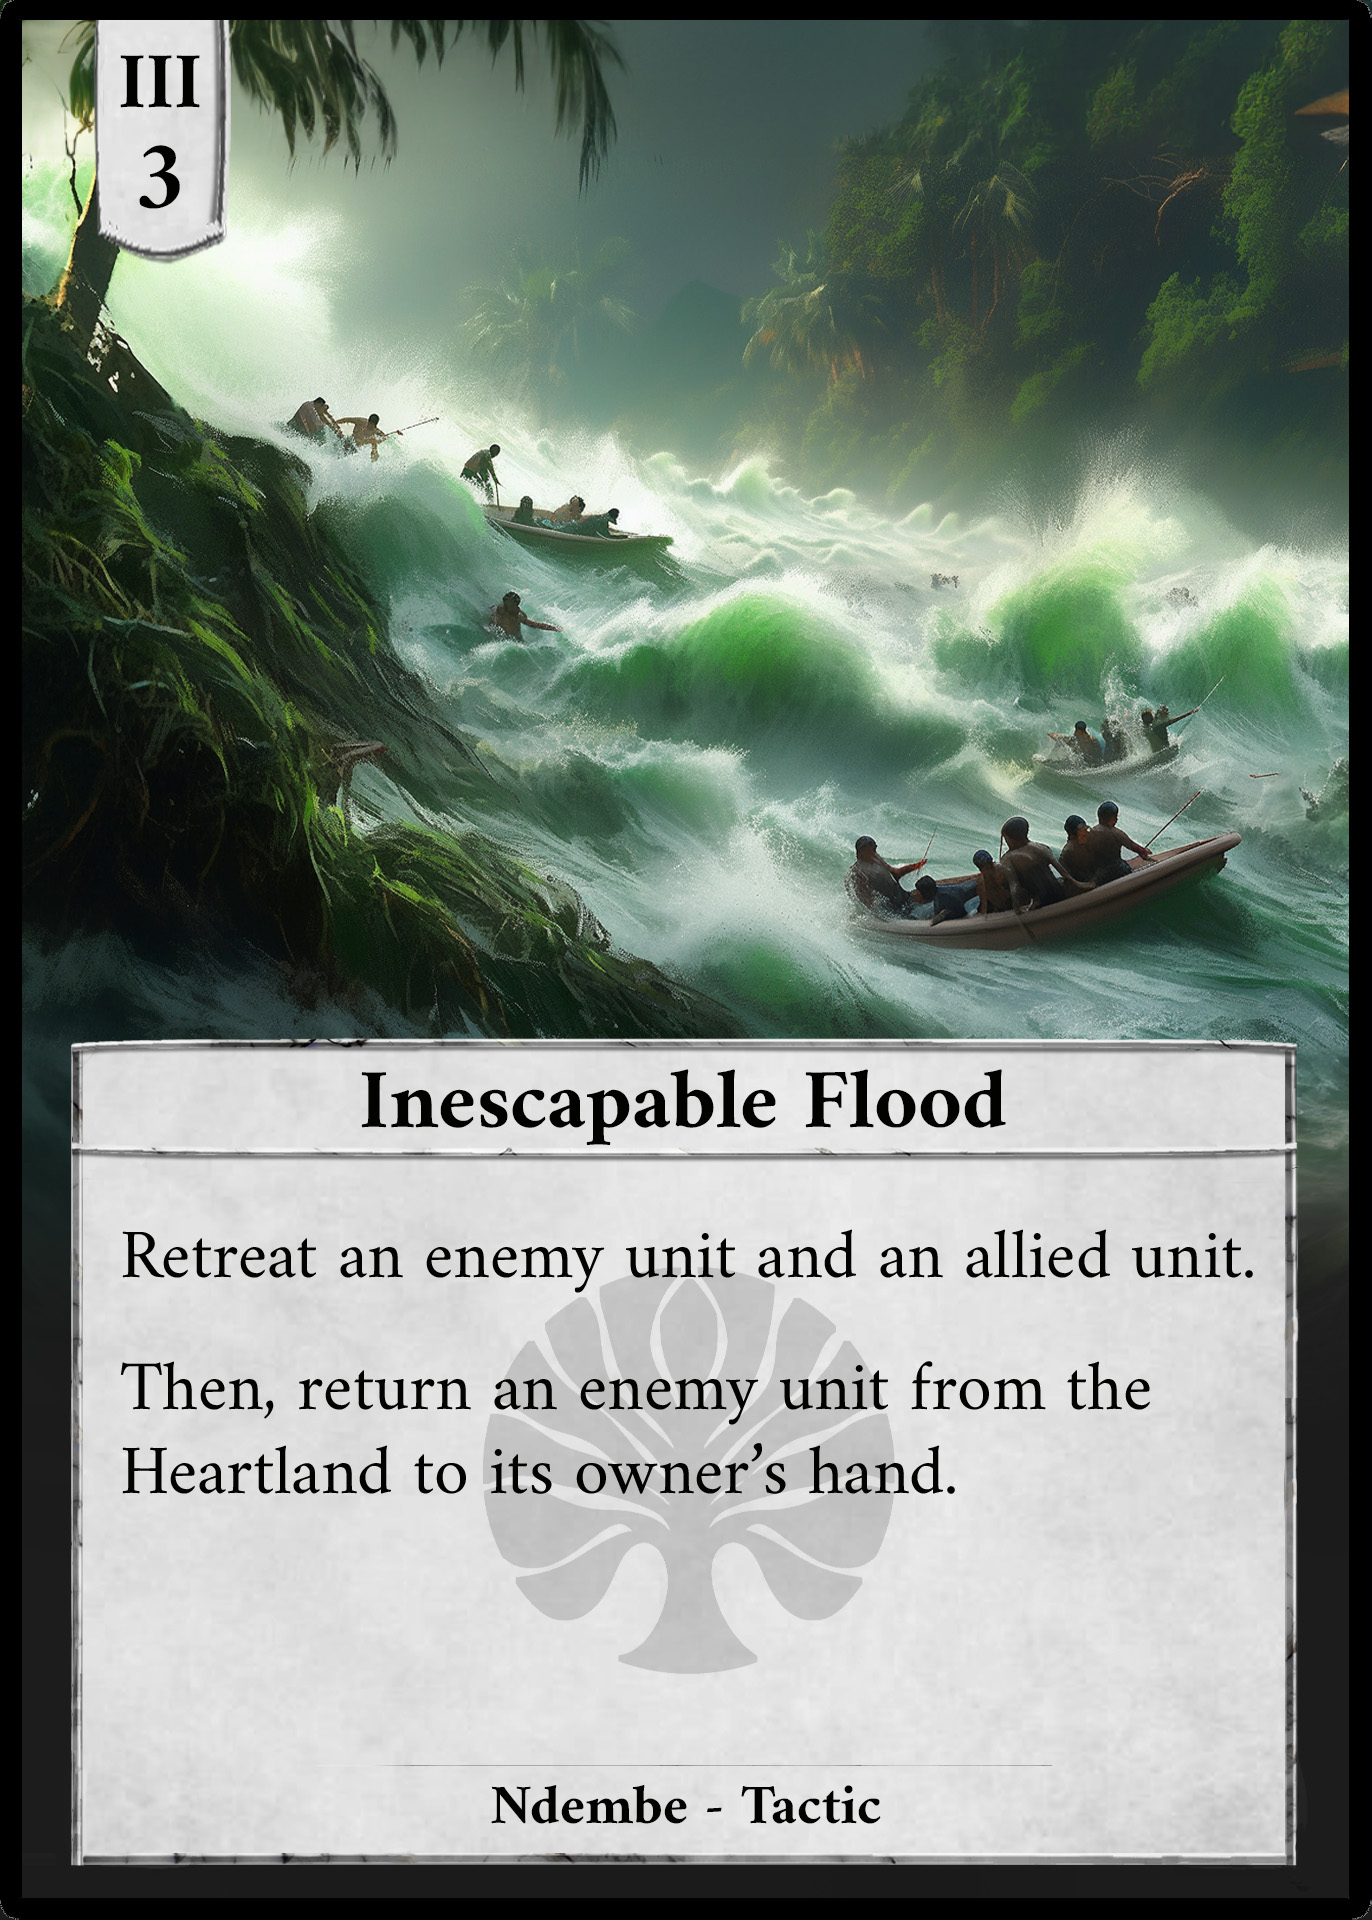 III
3
Inescapable Flood
Retreat an enemy unit and an allied unit.
Then, return an enemy unit from the
Heartland to its owner’s hand.
Ndembe - Tactic